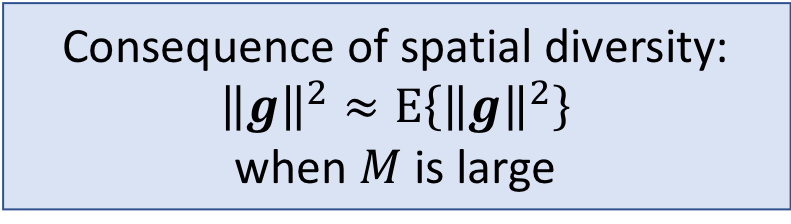 Consequence of spatial diversity:
‖𝒈‖² ≈ E{‖𝒈‖²}
when 𝑀 is large